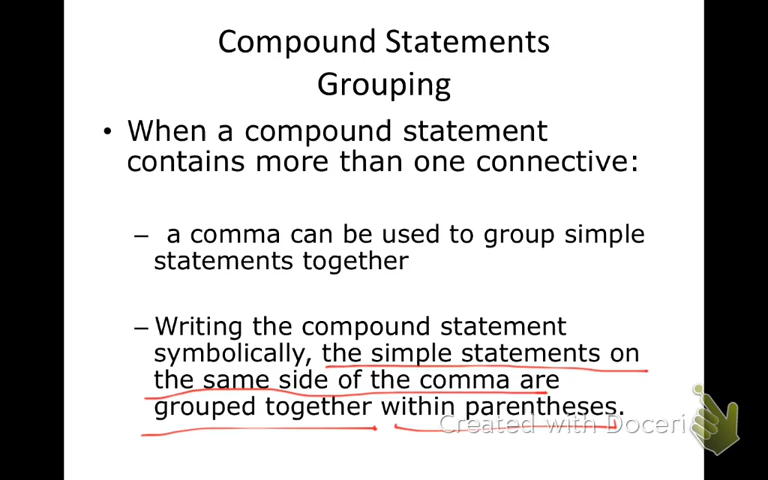 Compound Statements
Grouping
• When a compound statement
contains more than one connective:
– a comma can be used to group simple
statements together
– Writing the compound statement
symbolically, the simple statements on
the same side of the comma are
grouped together within parentheses.
Created with Doceri